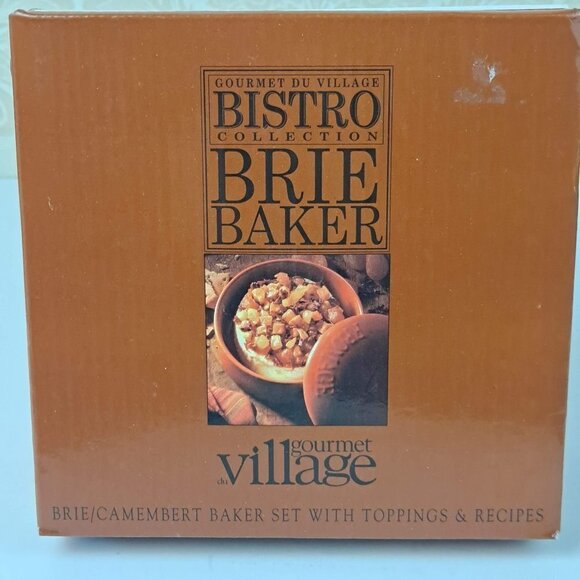 GOURMET DU VILLAGE
BISTRO
COLLECTION
BRIE
BAKER
gourmet
du village
BRIE/CAMEMBERT BAKER SET WITH TOPPINGS & RECIPES